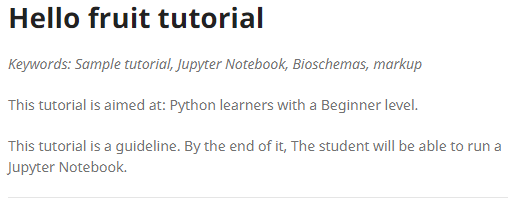 Hello fruit tutorial
Keywords: Sample tutorial, Jupyter Notebook, Bioschemas, markup
This tutorial is aimed at: Python learners with a Beginner level.
This tutorial is a guideline. By the end of it, The student will be able to run a
Jupyter Notebook.